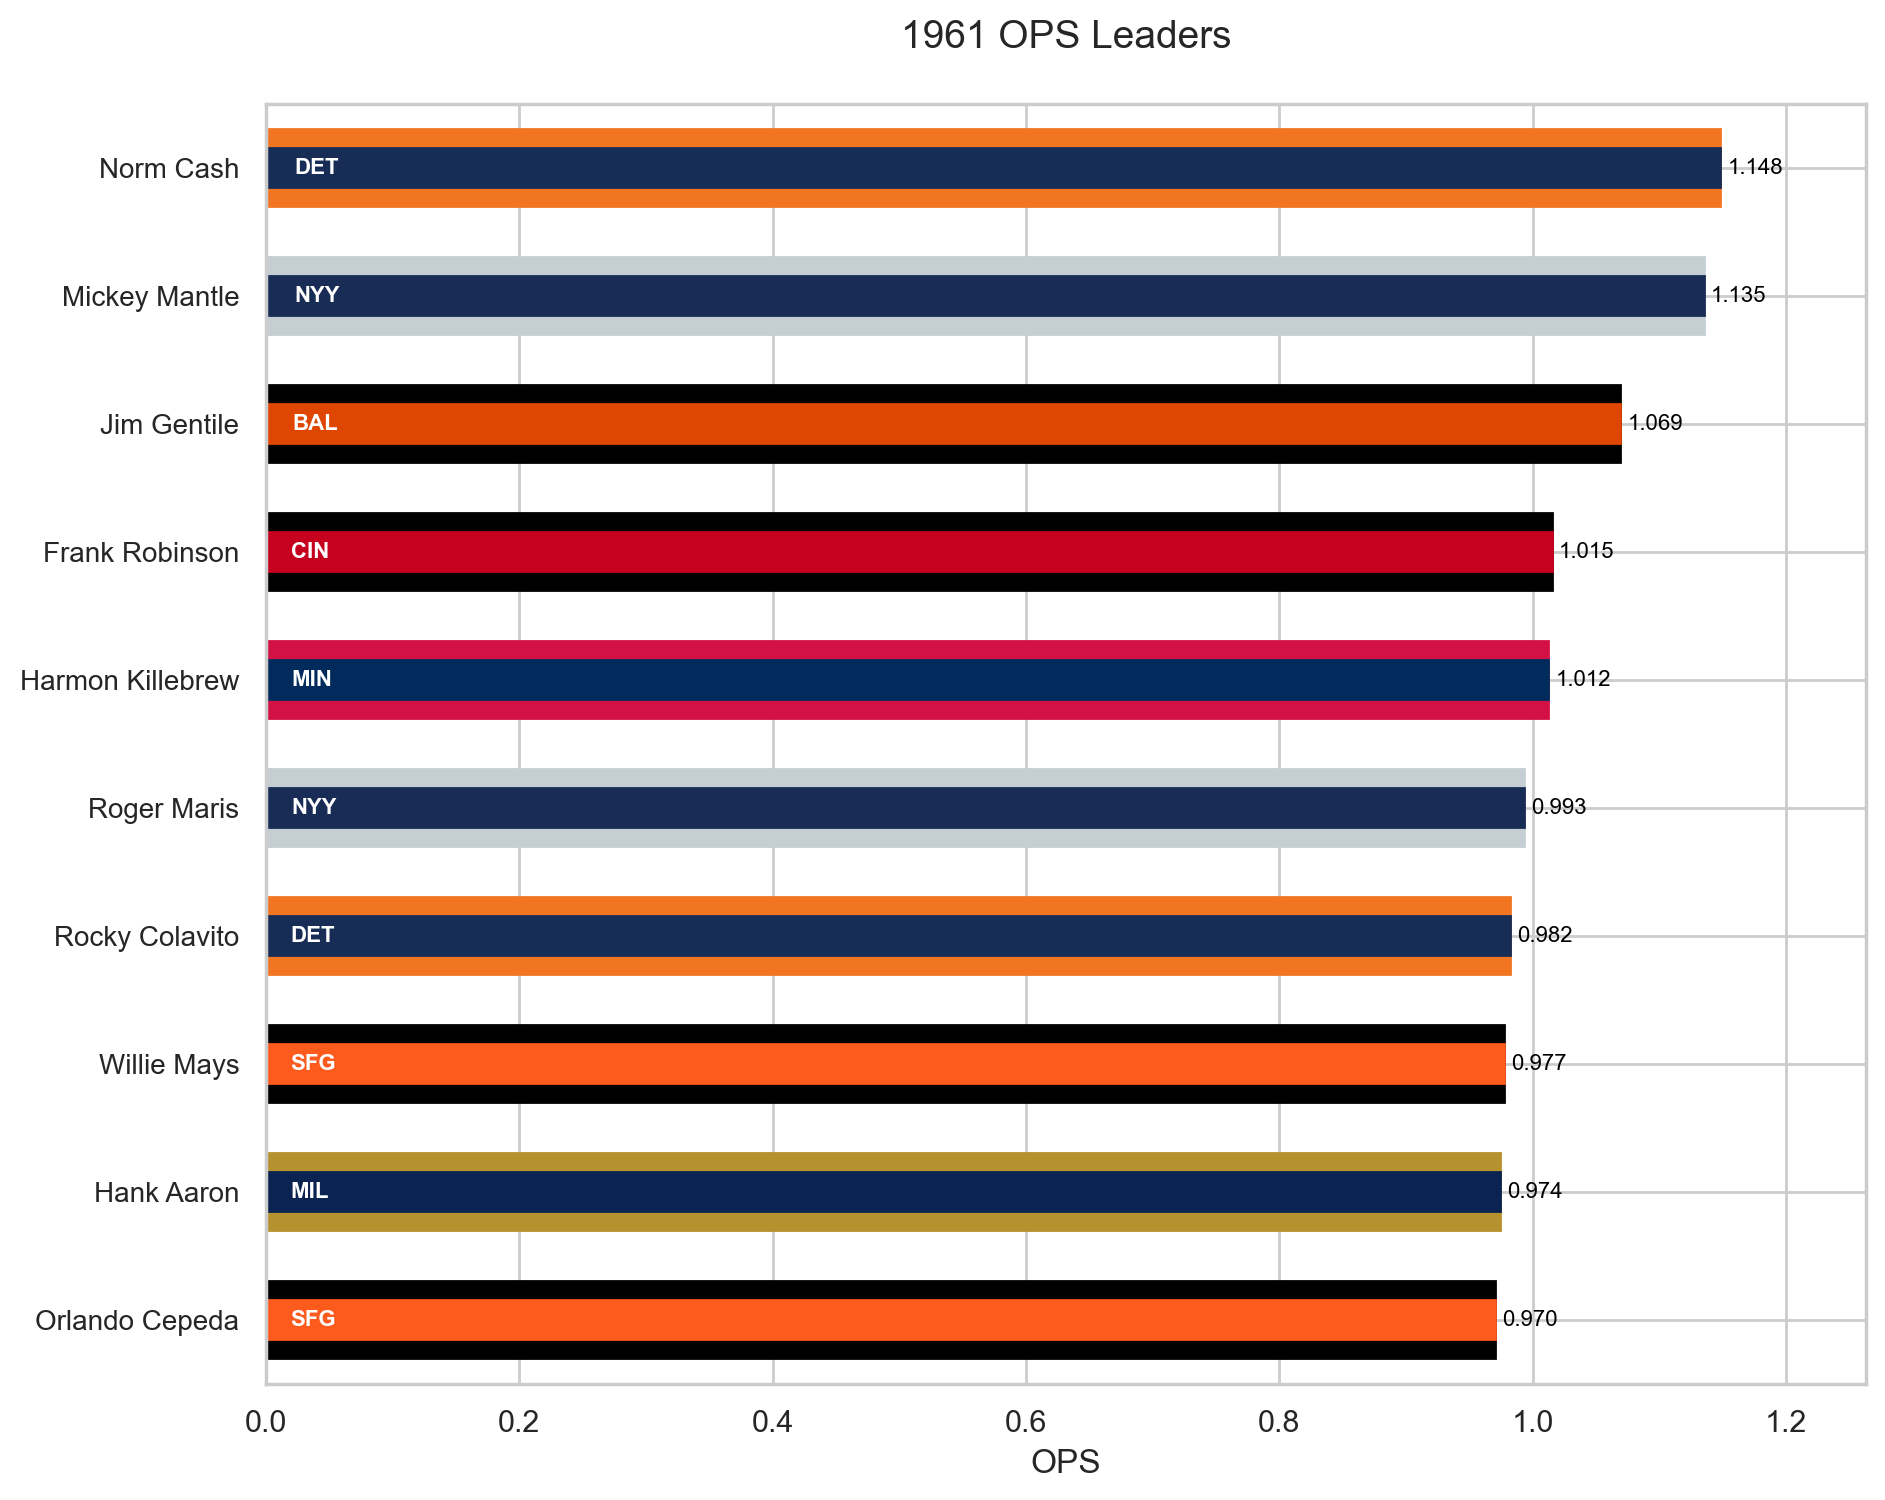 1961 OPS Leaders
Norm Cash DET 1.148
Mickey Mantle NYY 1.135
Jim Gentile BAL 1.069
Frank Robinson CIN 1.015
Harmon Killebrew MIN 1.012
Roger Maris NYY 0.993
Rocky Colavito DET 0.982
Willie Mays SFG 0.977
Hank Aaron MIL 0.974
Orlando Cepeda SFG 0.970
0.0 0.2 0.4 0.6 0.8 1.0 1.2
OPS